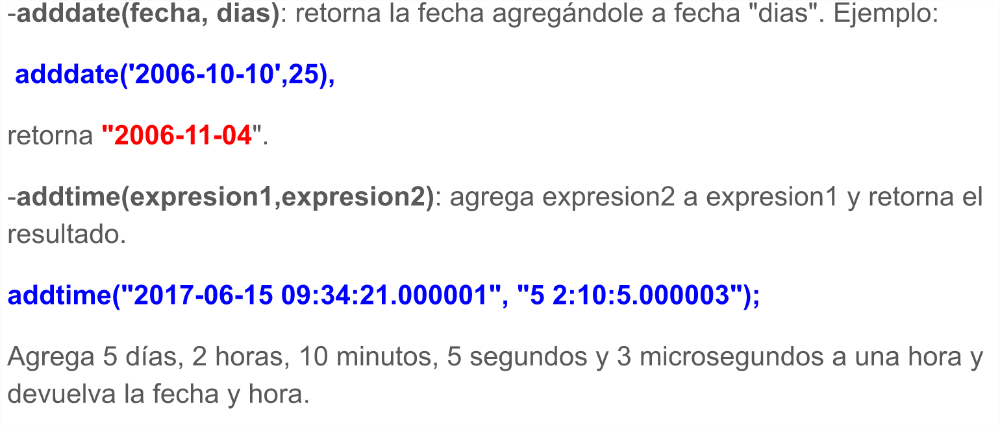 -adddate(fecha, dias): retorna la fecha agregándole a fecha "dias". Ejemplo:
adddate('2006-10-10',25),
retorna "2006-11-04".
-addtime(expresion1,expresion2): agrega expresion2 a expresion1 y retorna el
resultado.
addtime("2017-06-15 09:34:21.000001", "5 2:10:5.000003");
Agrega 5 días, 2 horas, 10 minutos, 5 segundos y 3 microsegundos a una hora y
devuelva la fecha y hora.